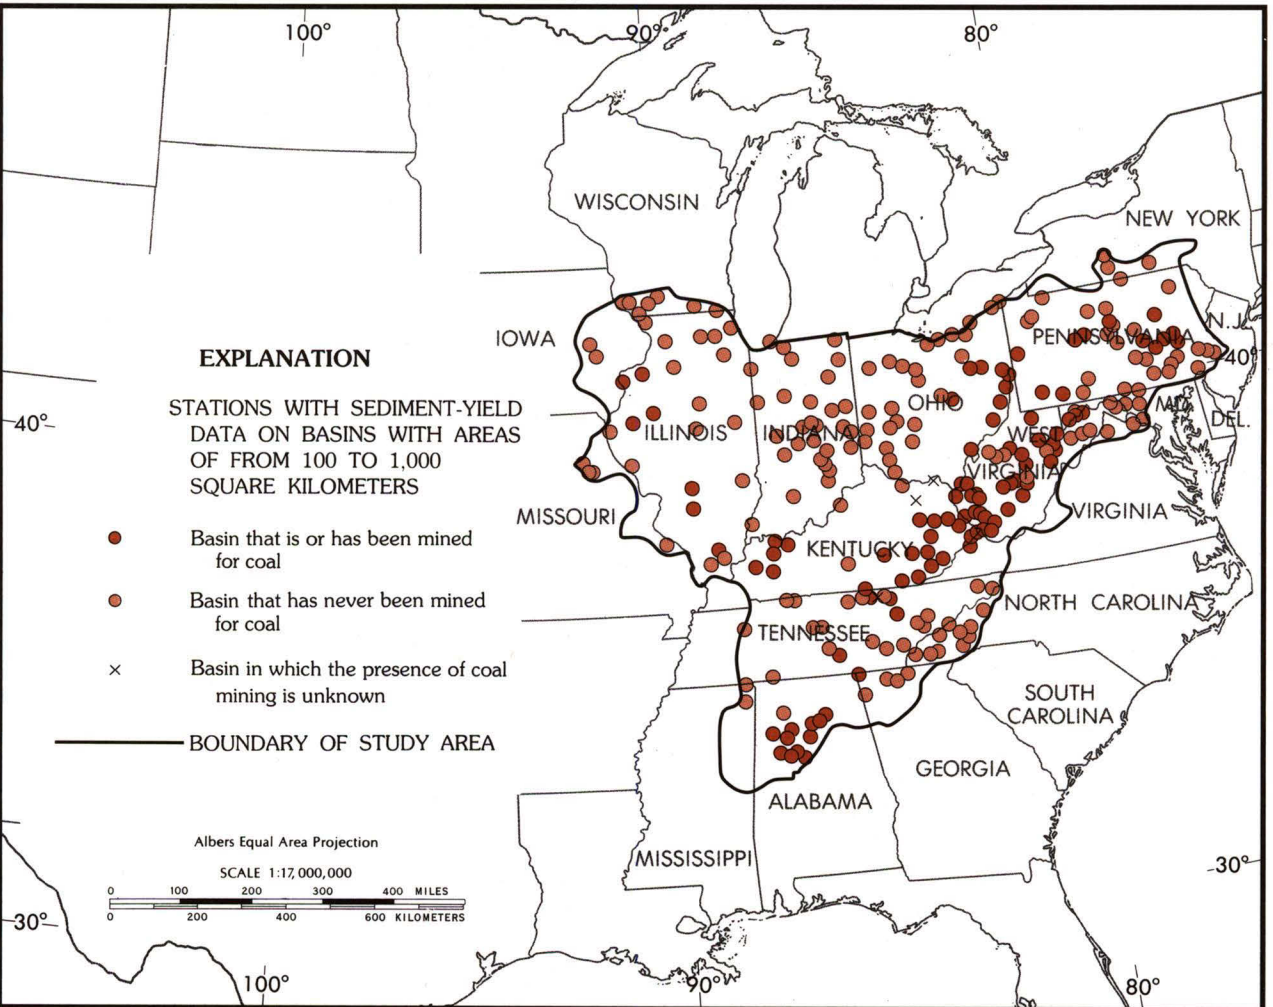 100°
90°
80°
WISCONSIN
NEW YORK
IOWA
PENNSYLVANIA
N.J.
40°
EXPLANATION
STATIONS WITH SEDIMENT-YIELD
DATA ON BASINS WITH AREAS
OF FROM 100 TO 1,000
SQUARE KILOMETERS
40°
ILLINOIS
INDIANA
OHIO
WEST
VIRGINIA
MD.
DEL.
MISSOURI
VIRGINIA
Basin that is or has been mined
for coal
KENTUCKY
Basin that has never been mined
for coal
NORTH CAROLINA
TENNESSEE
Basin in which the presence of coal
mining is unknown
SOUTH
CAROLINA
BOUNDARY OF STUDY AREA
GEORGIA
ALABAMA
MISSISSIPPI
Albers Equal Area Projection
SCALE 1:17,000,000
0 100 200 300 400 MILES
0 200 400 600 KILOMETERS
30°
30°
100°
90°
80°